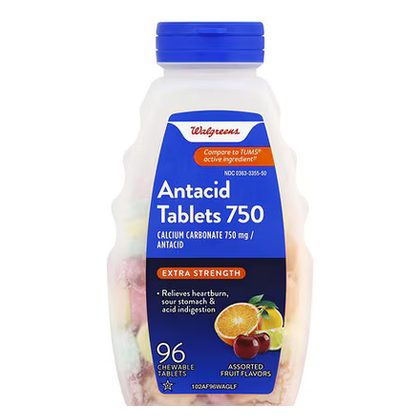 Walgreens
Compare to TUMS®
active ingredient††
NDC 0363-3355-50
Antacid
Tablets 750
CALCIUM CARBONATE 750 mg /
ANTACID
EXTRA STRENGTH
• Relieves heartburn,
sour stomach &
acid indigestion
96
CHEWABLE
TABLETS
ASSORTED
FRUIT FLAVORS
102AF96WAGLF